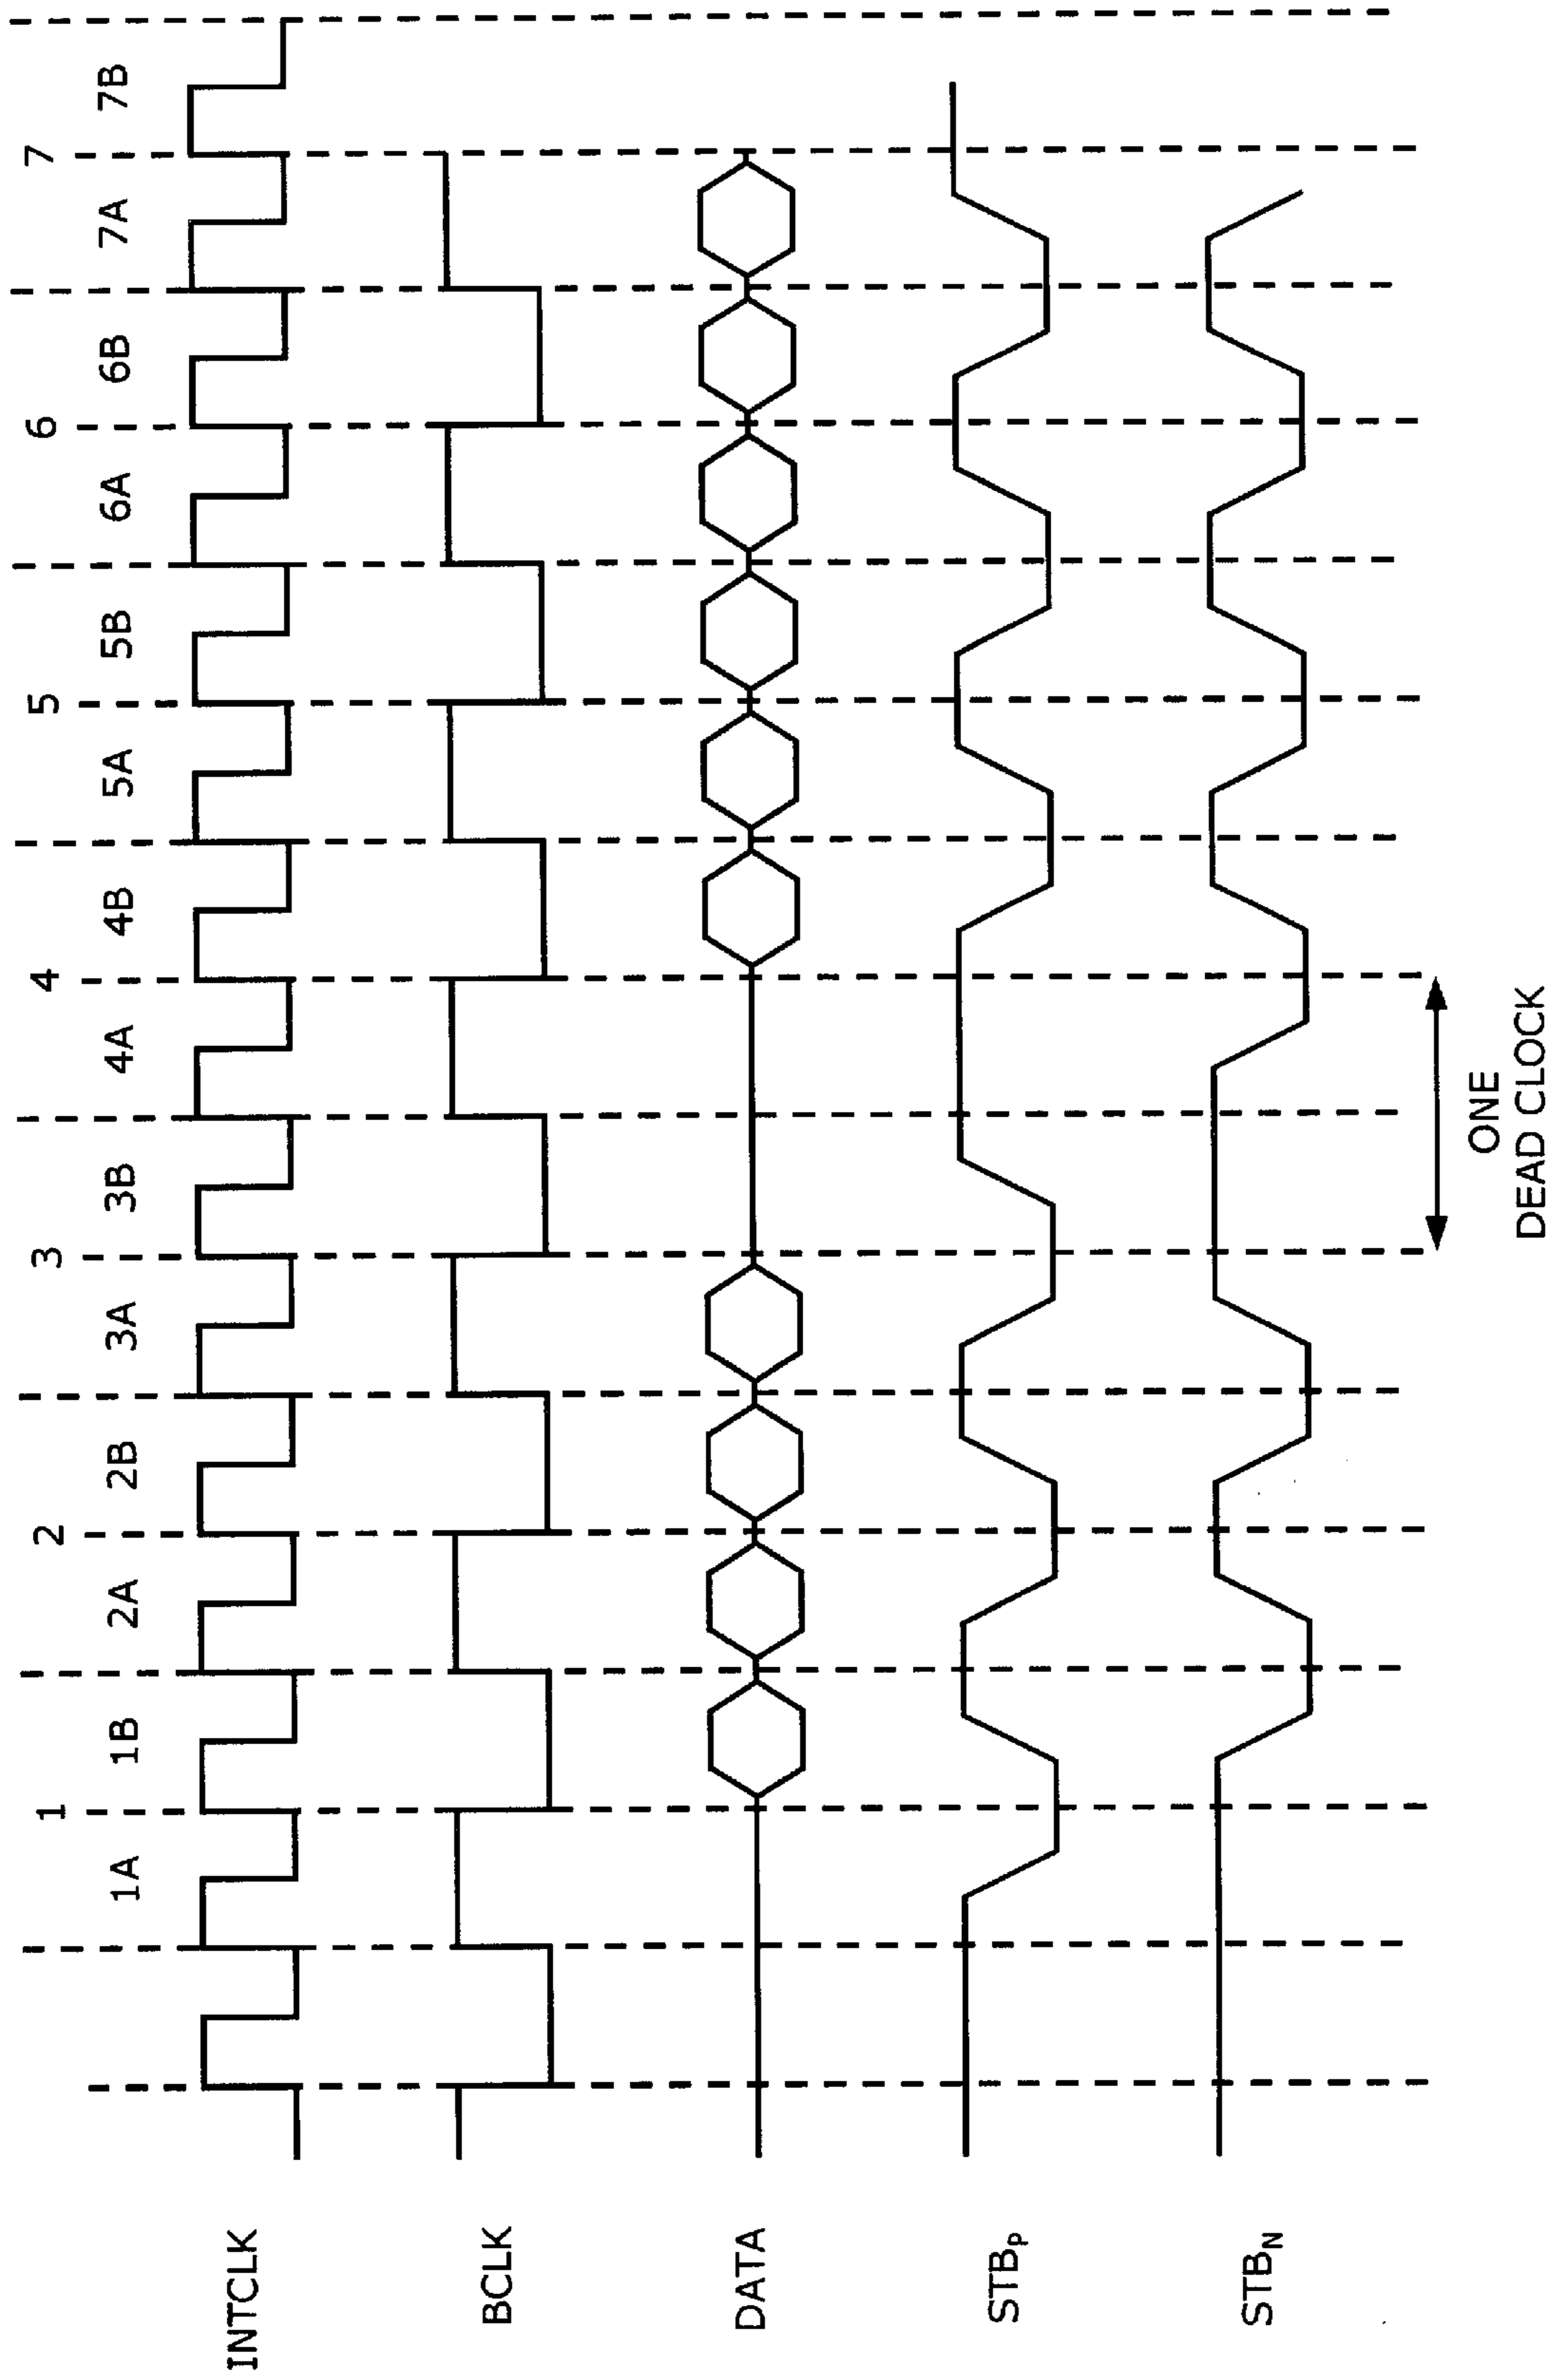 1 2 3 4 5 6 7
1A 1B 2A 2B 3A 3B 4A 4B 5A 5B 6A 6B 7A 7B
INTCLK
BCLK
DATA
STBP
STBN
ONE
DEAD CLOCK